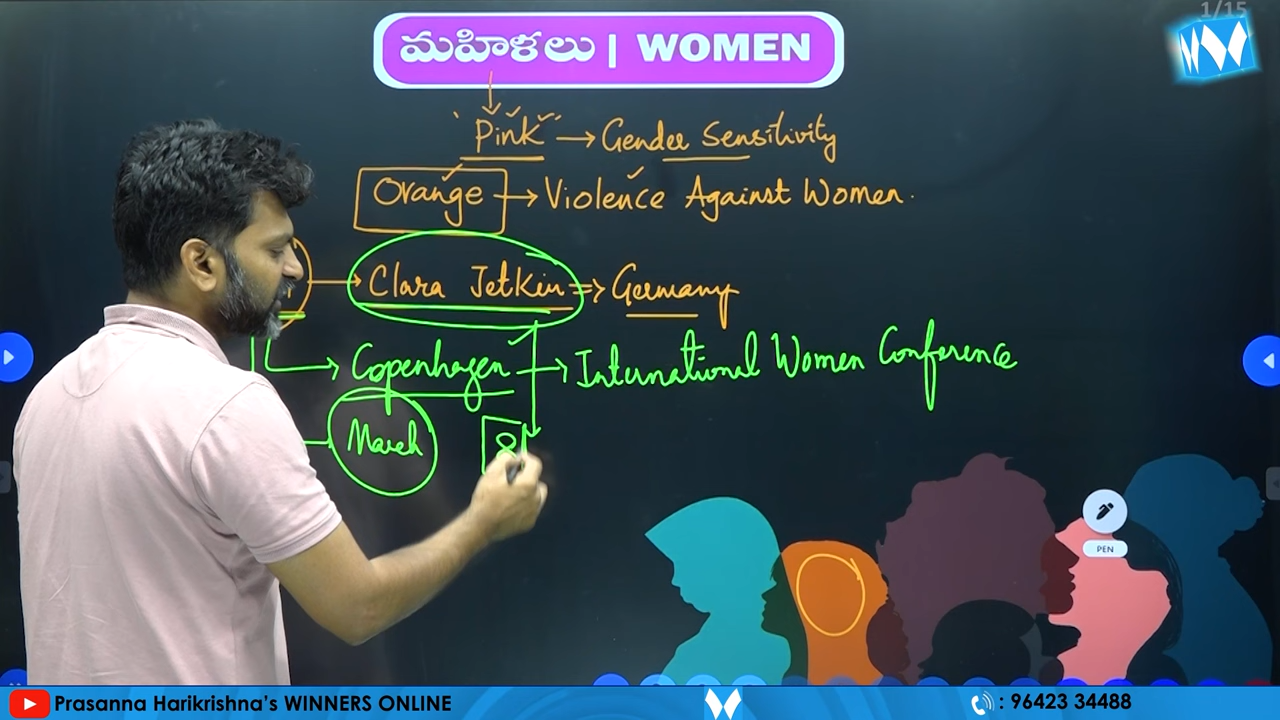 1/15
మహిళలు | WOMEN
W
"Pink" → Gender Sensitivity
Orange → Violence Against Women.
→ Clara Jetkin => Germany
→ Copenhagen → International Women Conference
March 8
PEN
Prasanna Harikrishna's WINNERS ONLINE
: 96423 34488